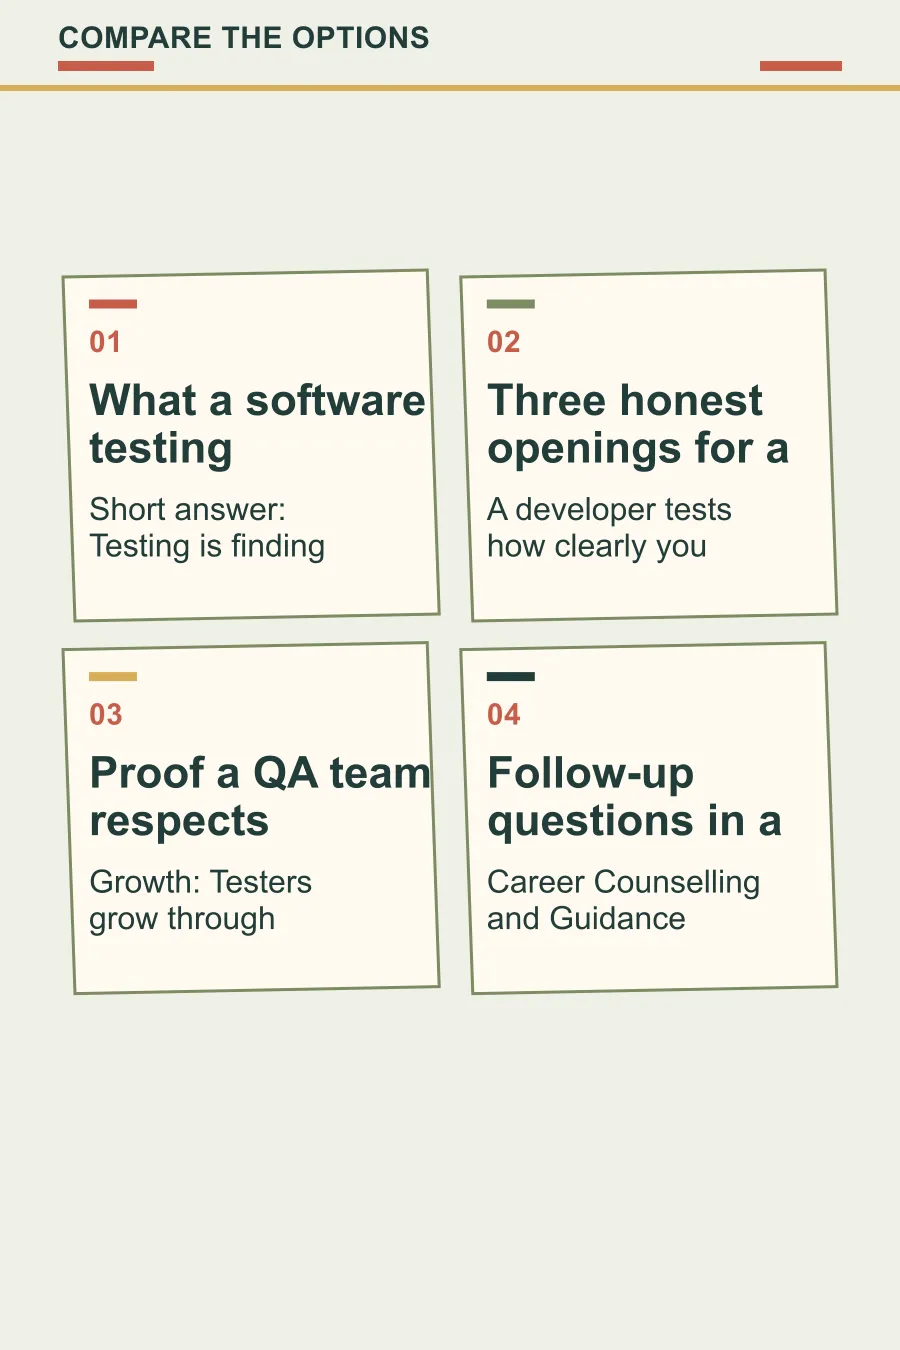 COMPARE THE OPTIONS
01
What a software
testing
Short answer:
Testing is finding
02
Three honest
openings for a
A developer tests
how clearly you
03
Proof a QA team
respects
Growth: Testers
grow through
04
Follow-up
questions in a
Career Counselling
and Guidance